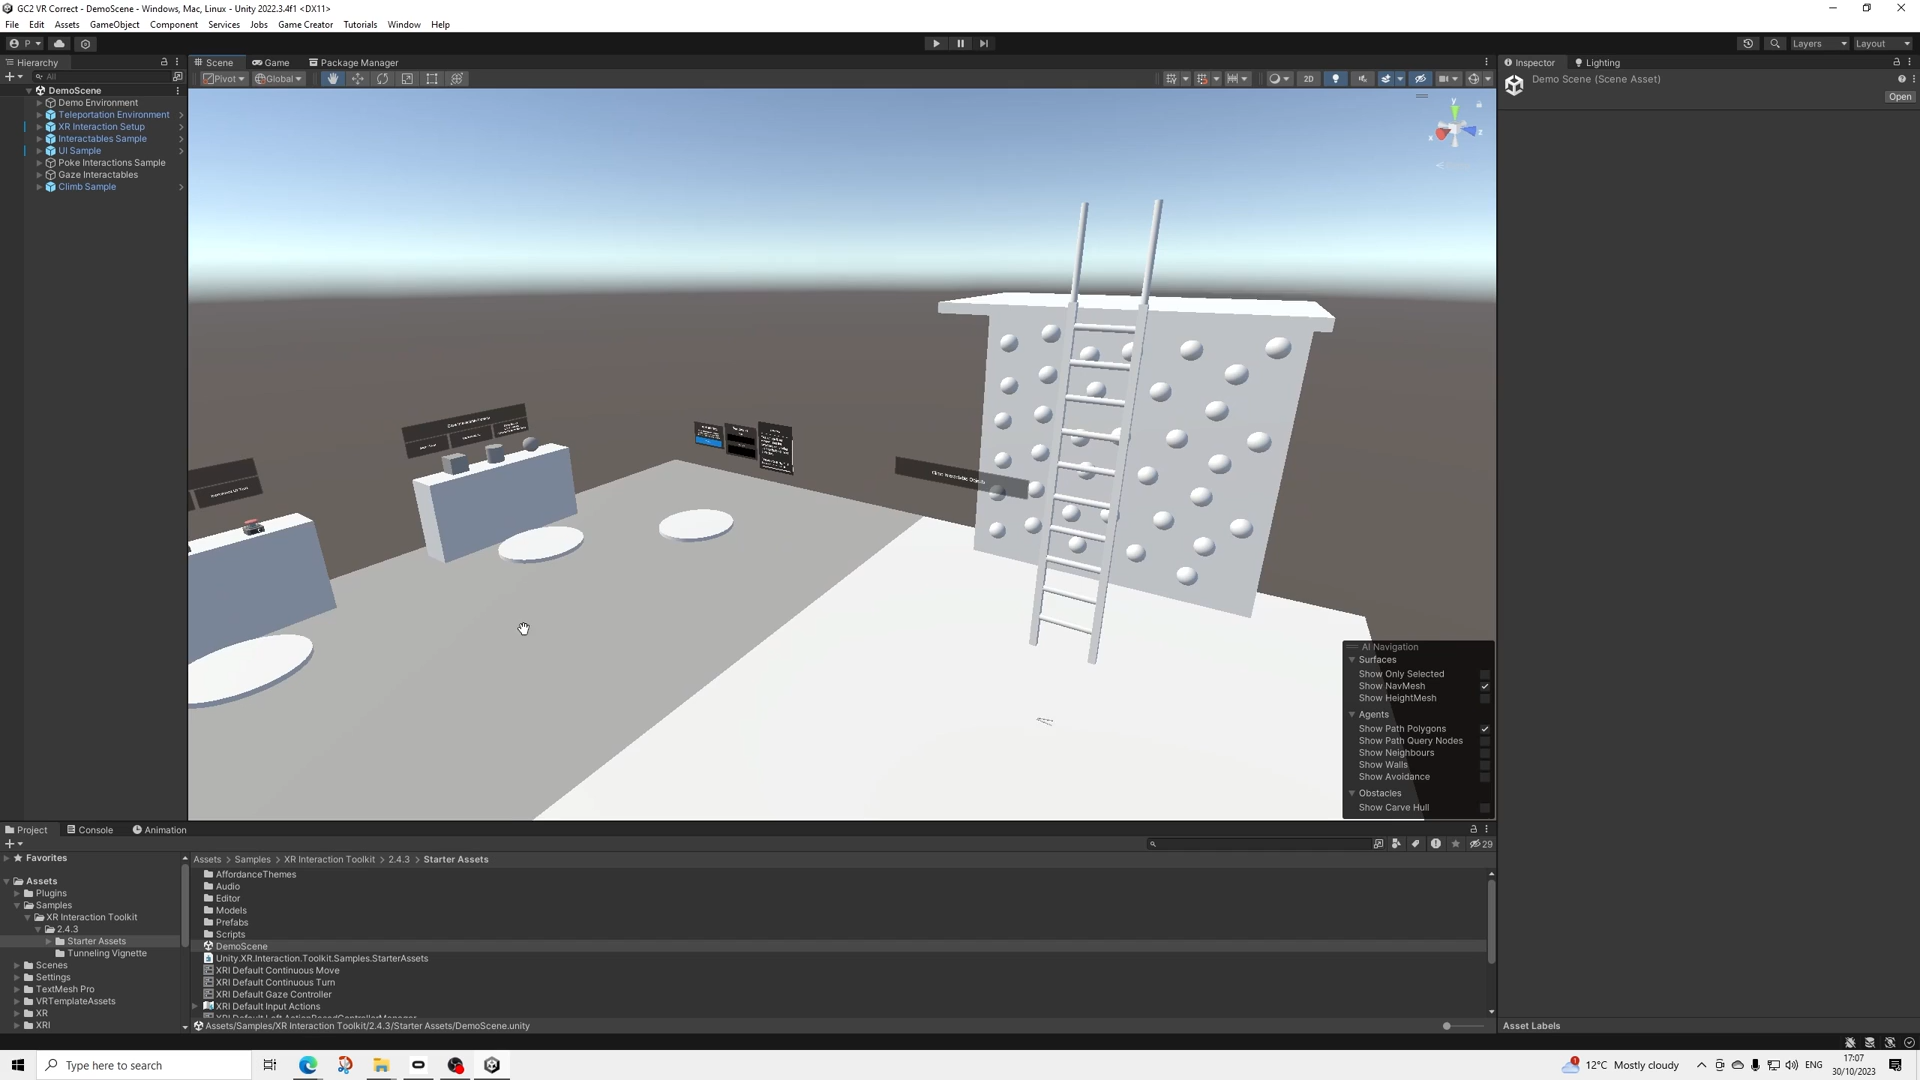 GC2 VR Correct - DemoScene - Windows, Mac, Linux - Unity 2022.3.4f1 <DX11>
File Edit Assets GameObject Component Services Jobs Game Creator Tutorials Window Help
P
Layers Layout
Hierarchy
All
DemoScene
Demo Environment
Teleportation Environment
XR Interaction Setup
Interactables Sample
UI Sample
Poke Interactions Sample
Gaze Interactables
Climb Sample
Scene Game Package Manager
Pivot Global 2D
y
x
z
AI Navigation
Surfaces
Show Only Selected
Show NavMesh
Show HeightMesh
Agents
Show Path Polygons
Show Path Query Nodes
Show Neighbours
Show Walls
Show Avoidance
Obstacles
Show Carve Hull
Inspector Lighting
Demo Scene (Scene Asset)
Open
Asset Labels
Project Console Animation
29
Favorites
Assets
Plugins
Samples
XR Interaction Toolkit
2.4.3
Starter Assets
Tunneling Vignette
Scenes
Settings
TextMesh Pro
VRTemplateAssets
XR
XRI
Assets > Samples > XR Interaction Toolkit > 2.4.3 > Starter Assets
AffordanceThemes
Audio
Editor
Models
Prefabs
Scripts
DemoScene
Unity.XR.Interaction.Toolkit.Samples.StarterAssets
XRI Default Continuous Move
XRI Default Continuous Turn
XRI Default Gaze Controller
XRI Default Input Actions
Assets/Samples/XR Interaction Toolkit/2.4.3/Starter Assets/DemoScene.unity
Type here to search
1
12°C Mostly cloudy
ENG
17:07
30/10/2023